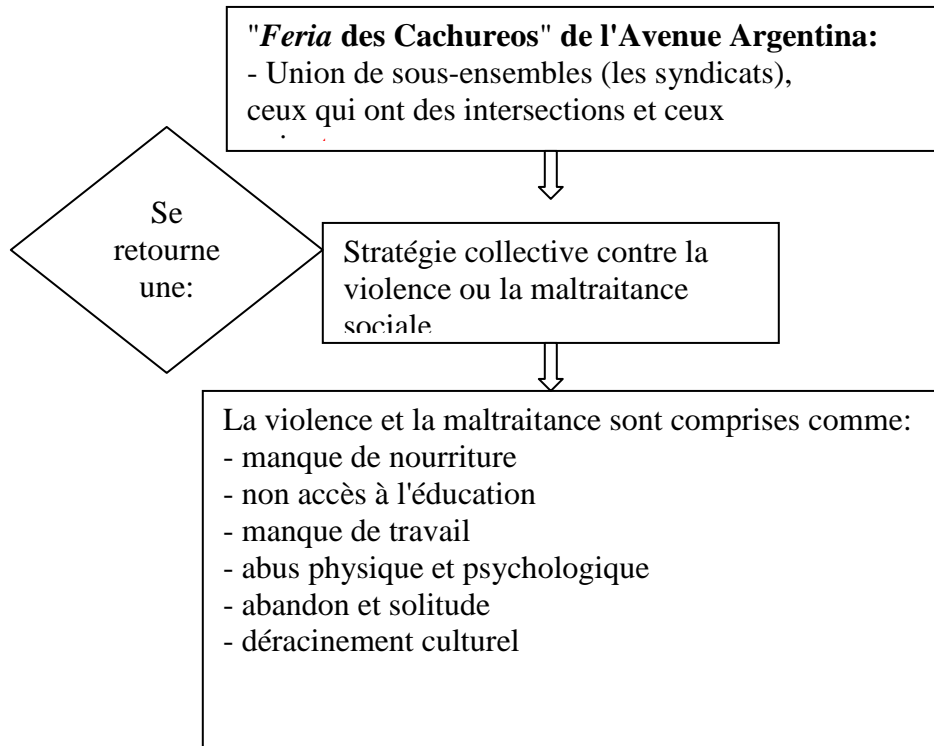 "Feria des Cachureos" de l'Avenue Argentina:
- Union de sous-ensembles (les syndicats),
ceux qui ont des intersections et ceux
Se
retourne
une:
Stratégie collective contre la
violence ou la maltraitance
sociale
La violence et la maltraitance sont comprises comme:
- manque de nourriture
- non accès à l'éducation
- manque de travail
- abus physique et psychologique
- abandon et solitude
- déracinement culturel